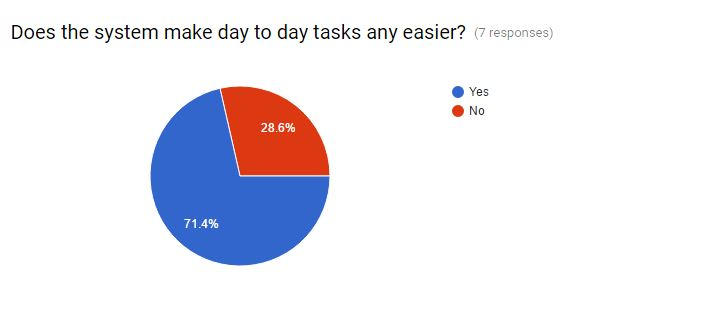 Does the system make day to day tasks any easier? (7 responses)
Yes
No
28.6%
71.4%